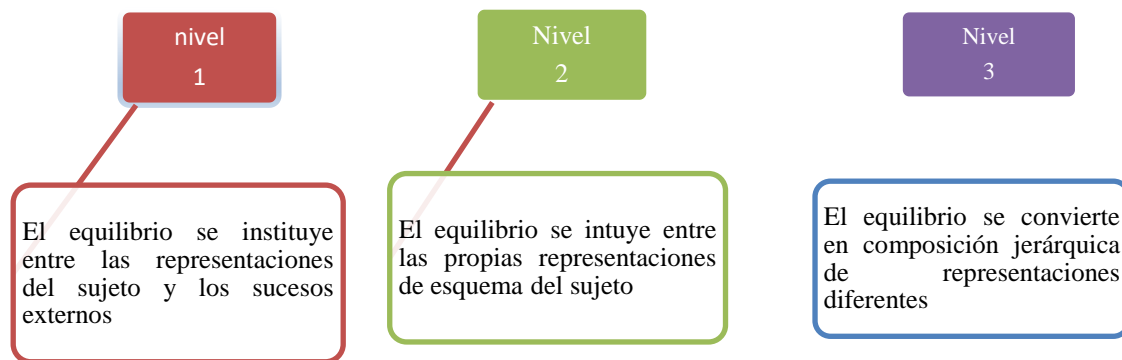 nivel
1
El equilibrio se instituye
entre las representaciones
del sujeto y los sucesos
externos
Nivel
2
El equilibrio se intuye entre
las propias representaciones
de esquema del sujeto
Nivel
3
El equilibrio se convierte
en composición jerárquica
de representaciones
diferentes